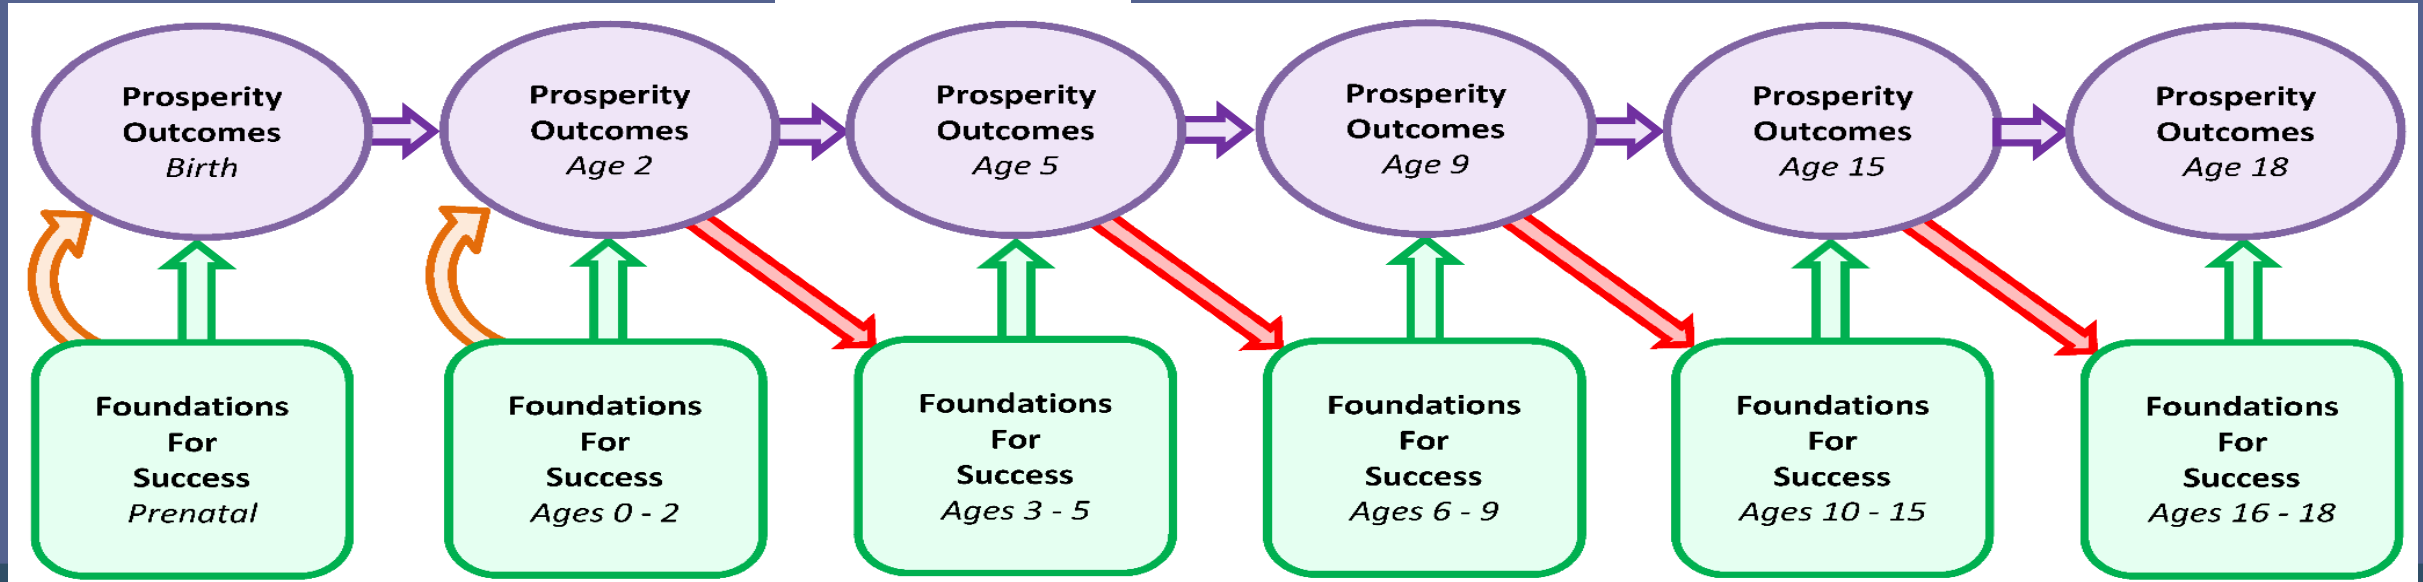 Prosperity
Outcomes
Birth
Prosperity
Outcomes
Age 2
Prosperity
Outcomes
Age 5
Prosperity
Outcomes
Age 9
Prosperity
Outcomes
Age 15
Prosperity
Outcomes
Age 18
Foundations
For
Success
Prenatal
Foundations
For
Success
Ages 0 - 2
Foundations
For
Success
Ages 3 - 5
Foundations
For
Success
Ages 6 - 9
Foundations
For
Success
Ages 10 - 15
Foundations
For
Success
Ages 16 - 18